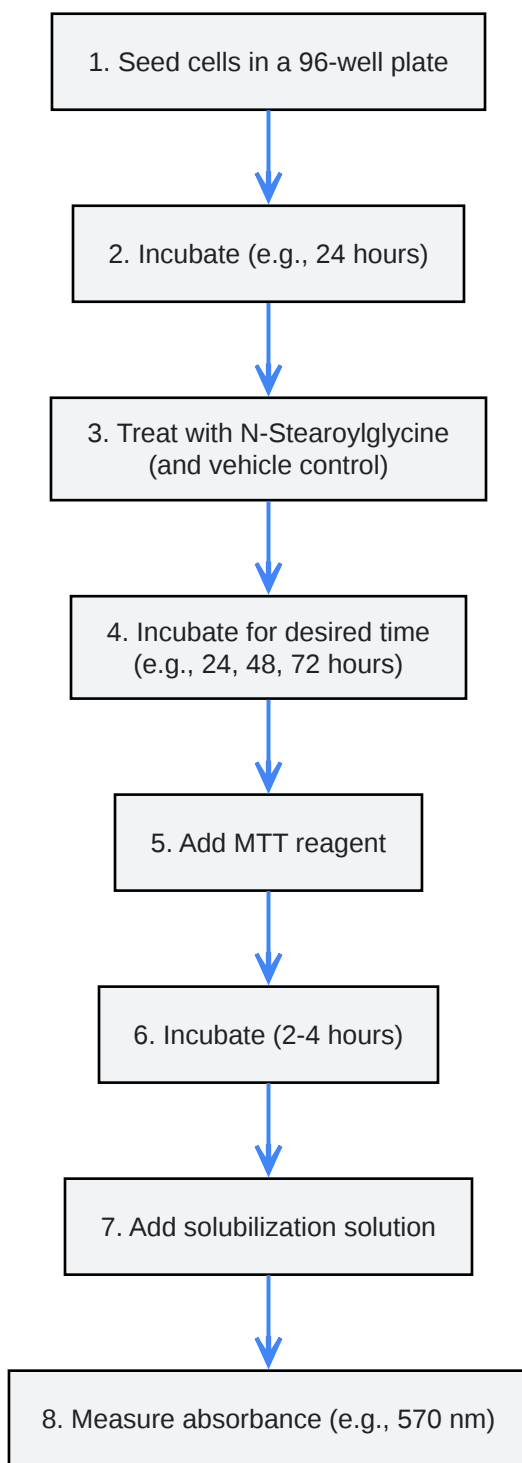 1. Seed cells in a 96-well plate
2. Incubate (e.g., 24 hours)
3. Treat with N-Stearoylglycine
(and vehicle control)
4. Incubate for desired time
(e.g., 24, 48, 72 hours)
5. Add MTT reagent
6. Incubate (2-4 hours)
7. Add solubilization solution
8. Measure absorbance (e.g., 570 nm)